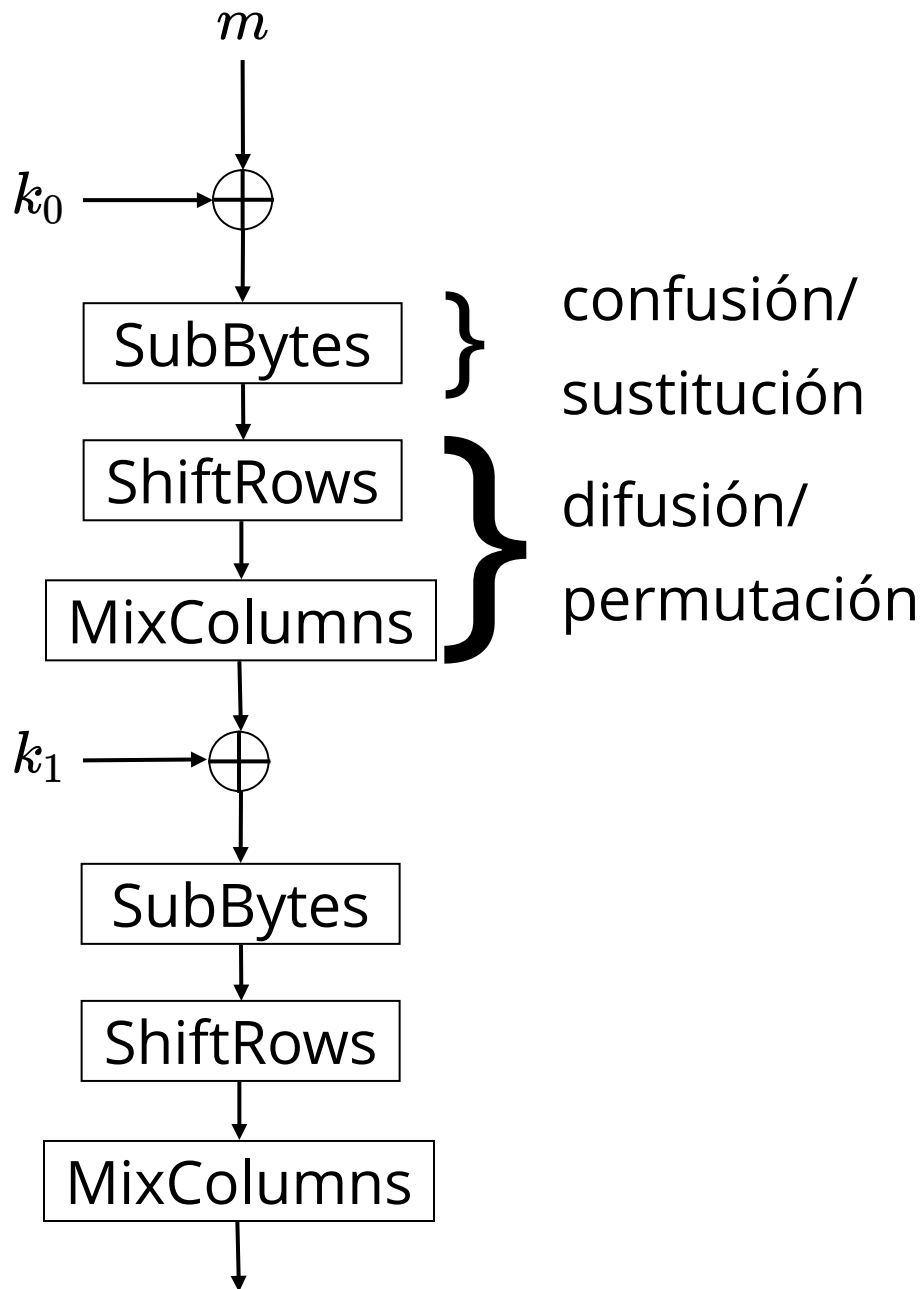 m
k₀
SubBytes
confusión/
sustitución
ShiftRows
difusión/
permutación
MixColumns
k₁
SubBytes
ShiftRows
MixColumns